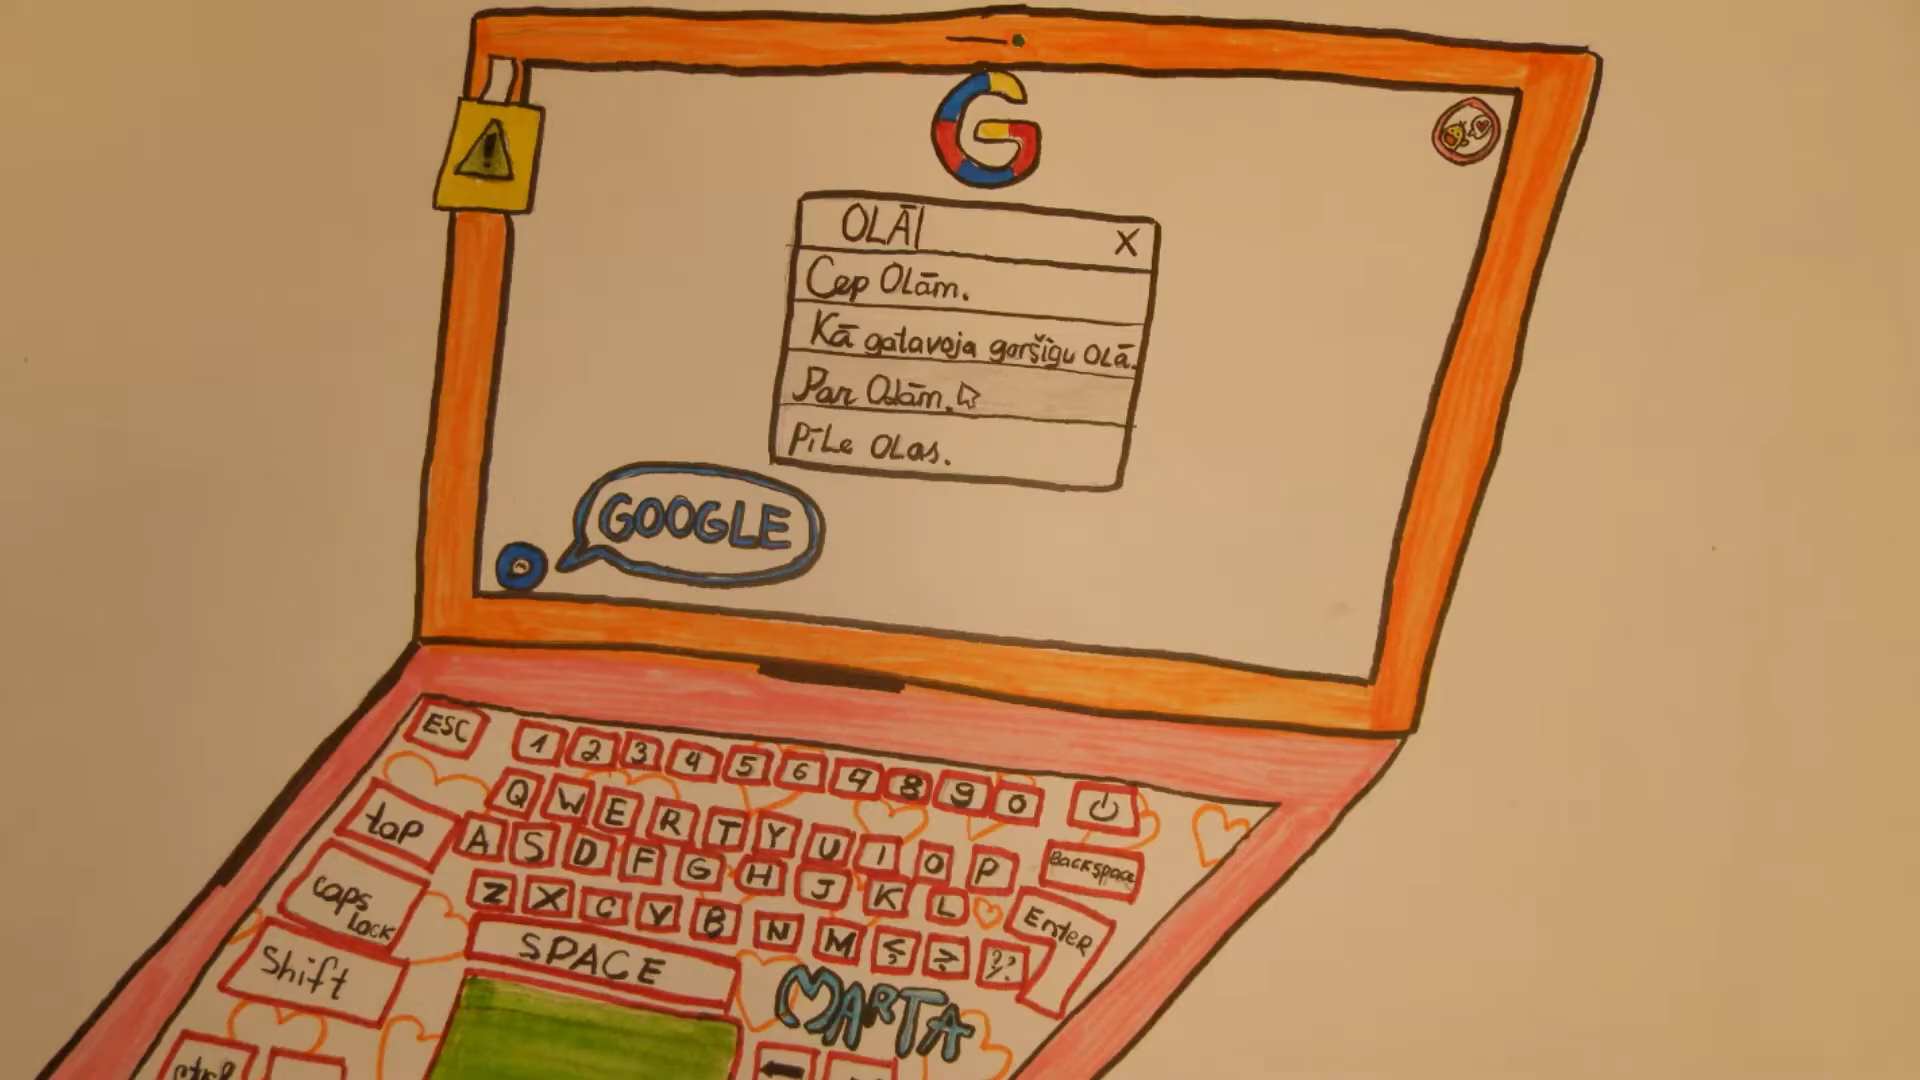 G
OLĀ
X
Cep OLām.
Kā gatavoja goršīgu OLā.
Par Olām.
Pīle OLas.
GOOGLE
ESC 1 2 3 4 5 6 9 8 9 0
Q W E R T Y U I O P Backspace
tap
A S D F G H J K L Enter
caps Lock
Z X C V B N M
Shift
SPACE
MARTA